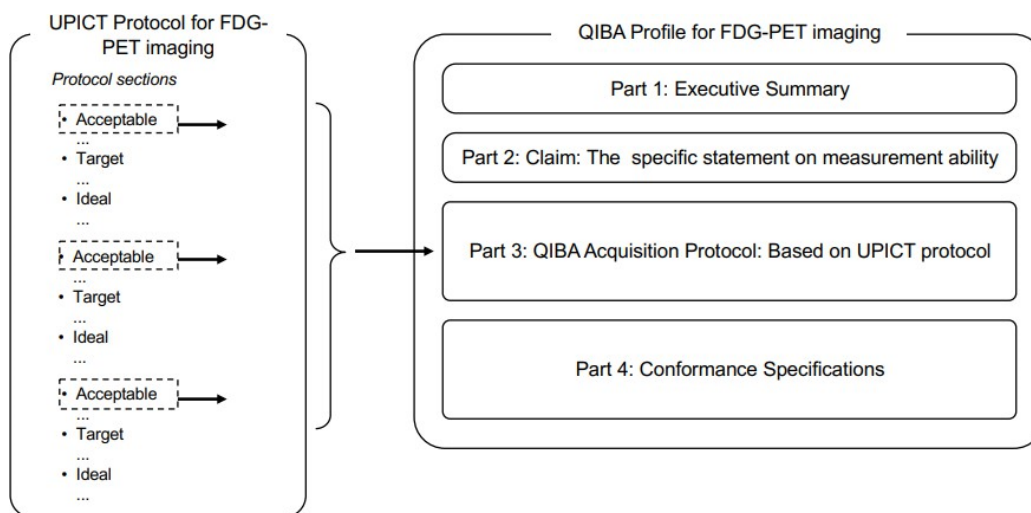 UPICT Protocol for FDG-
PET imaging
Protocol sections
• Acceptable
...
• Target
...
• Ideal
...
• Acceptable
...
• Target
...
• Ideal
...
• Acceptable
...
• Target
...
• Ideal
...
QIBA Profile for FDG-PET imaging
Part 1: Executive Summary
Part 2: Claim: The specific statement on measurement ability
Part 3: QIBA Acquisition Protocol: Based on UPICT protocol
Part 4: Conformance Specifications